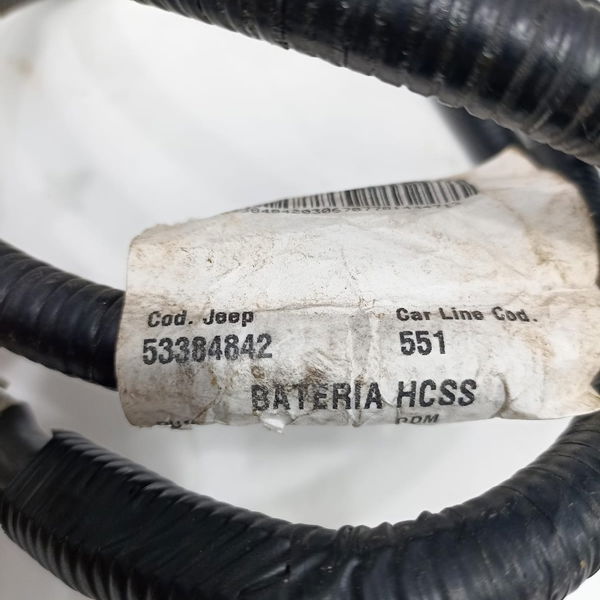 Cod. Jeep Car Line Cod.
53384842 551
BATERIA HCSS